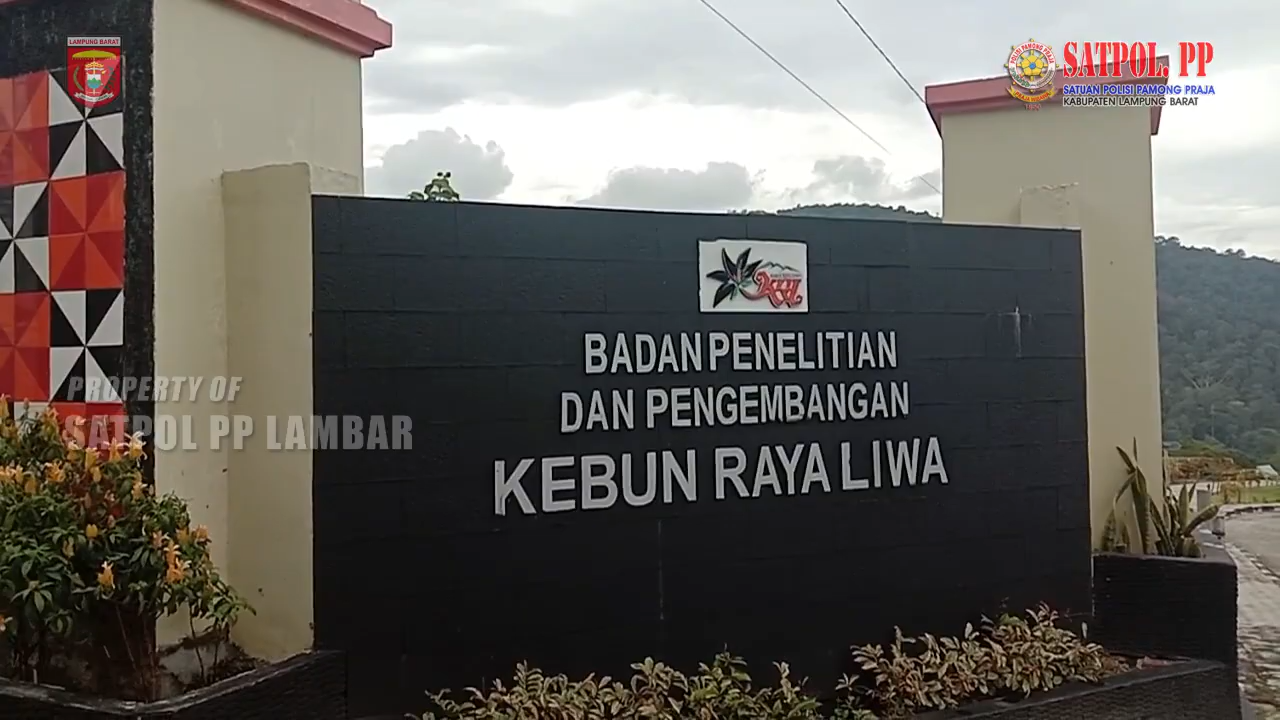 LAMPUNG BARAT
SATPOL. PP
SATUAN POLISI PAMONG PRAJA
KABUPATEN LAMPUNG BARAT
KRL
BADAN PENELITIAN
DAN PENGEMBANGAN
KEBUN RAYA LIWA
PROPERTY OF
SATPOL PP LAMBAR